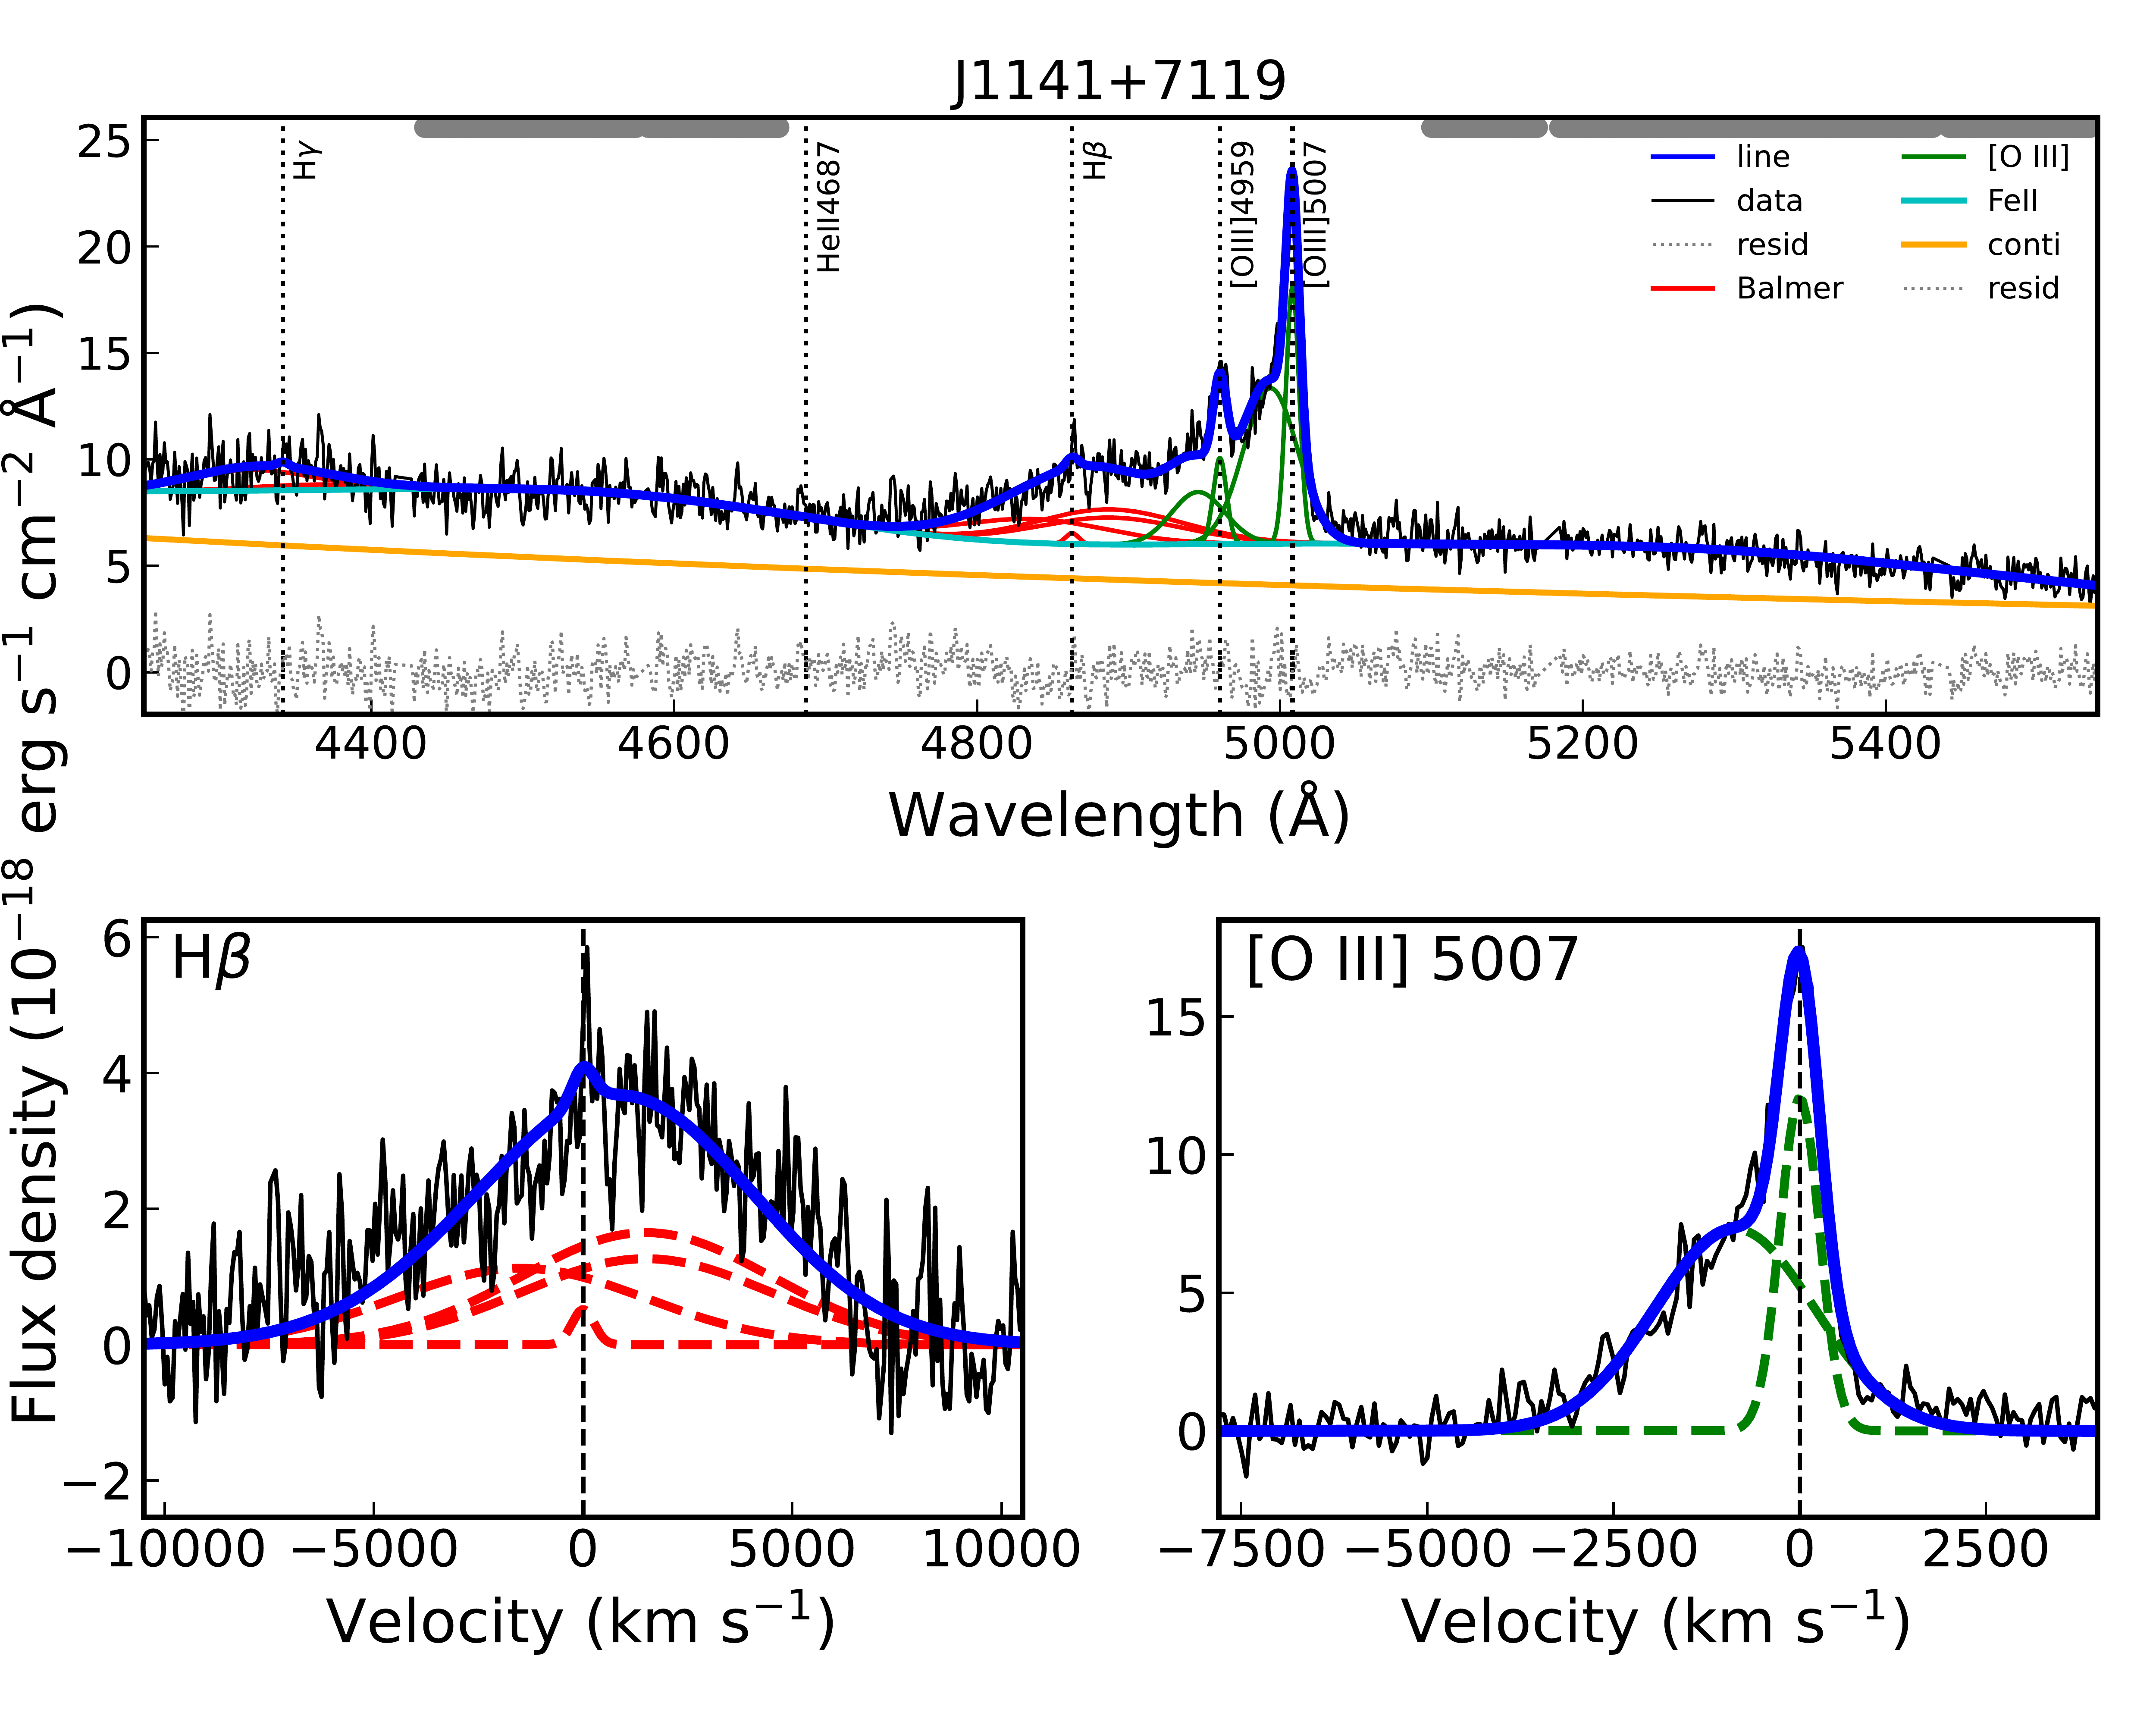 J1141+7119
25
20
15
10
5
0
Hγ
HeII4687
Hβ
[OIII]4959
[OIII]5007
line
data
resid
Balmer
[O III]
FeII
conti
resid
4400 4600 4800 5000 5200 5400
Wavelength (Å)
Flux density (10⁻¹⁸ erg s⁻¹ cm⁻² Å⁻¹)
Hβ
6
4
2
0
−2
−10000 −5000 0 5000 10000
Velocity (km s⁻¹)
[O III] 5007
15
10
5
0
−7500 −5000 −2500 0 2500
Velocity (km s⁻¹)